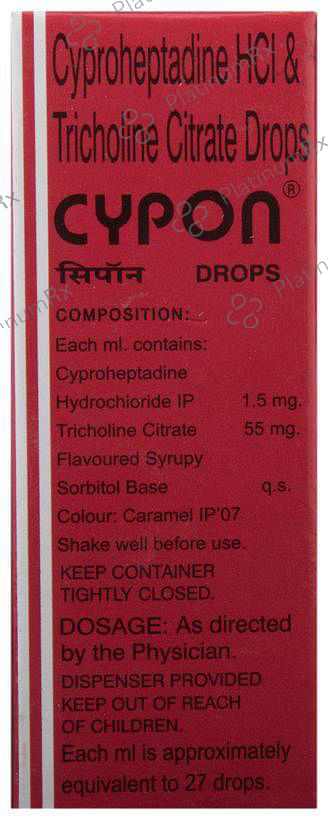 Cyproheptadine HCl &
Tricholine Citrate Drops
CYPON®
सिपॉन DROPS
COMPOSITION:
Each ml. contains:
Cyproheptadine
Hydrochloride IP 1.5 mg.
Tricholine Citrate 55 mg.
Flavoured Syrupy
Sorbitol Base q.s.
Colour: Caramel IP'07
Shake well before use.
KEEP CONTAINER
TIGHTLY CLOSED.
DOSAGE: As directed
by the Physician.
DISPENSER PROVIDED
KEEP OUT OF REACH
OF CHILDREN.
Each ml is approximately
equivalent to 27 drops.
PlatinumRx